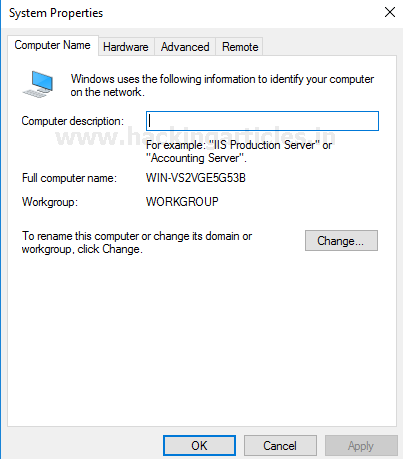 System Properties
Computer Name Hardware Advanced Remote
Windows uses the following information to identify your computer
on the network.
Computer description:
www.hackingarticles.in
For example: "IIS Production Server" or
"Accounting Server".
Full computer name: WIN-VS2VGE5G53B
Workgroup: WORKGROUP
To rename this computer or change its domain or
workgroup, click Change.
Change...
OK Cancel Apply